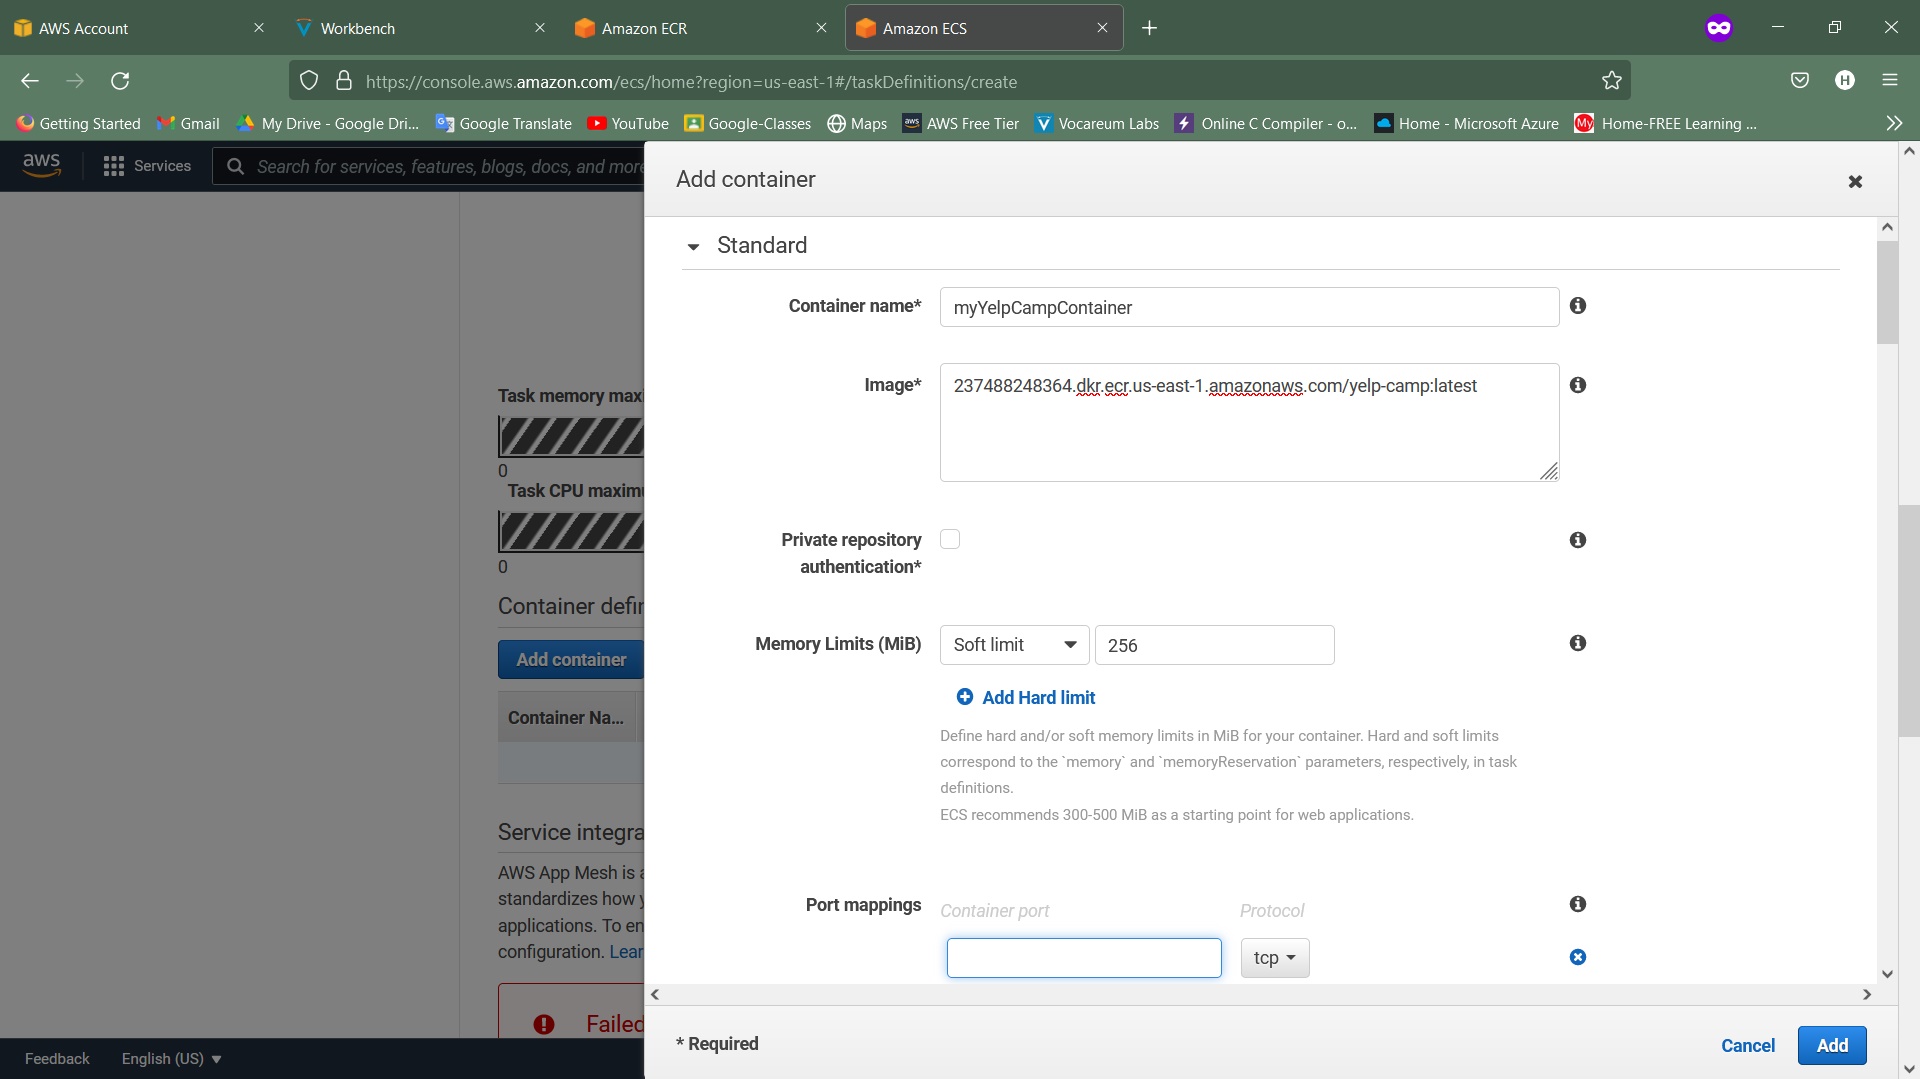 AWS Account
Workbench
Amazon ECR
Amazon ECS
https://console.aws.amazon.com/ecs/home?region=us-east-1#/taskDefinitions/create
H
Getting Started
Gmail
My Drive - Google Dri...
Google Translate
YouTube
Google-Classes
Maps
aws
AWS Free Tier
Vocareum Labs
Online C Compiler - o...
Home - Microsoft Azure
My
Home-FREE Learning ...
aws
Services
Search for services, features, blogs, docs, and more
Add container
Standard
Container name*
myYelpCampContainer
Image*
237488248364.dkr.ecr.us-east-1.amazonaws.com/yelp-camp:latest
Private repository
authentication*
Memory Limits (MiB)
Soft limit
256
Add Hard limit
Define hard and/or soft memory limits in MiB for your container. Hard and soft limits
correspond to the `memory` and `memoryReservation` parameters, respectively, in task
definitions.
ECS recommends 300-500 MiB as a starting point for web applications.
Port mappings
Container port
Protocol
tcp
* Required
Cancel
Add
Task memory maxi
0
Task CPU maximu
0
Container defin
Add container
Container Na...
Service integra
AWS App Mesh is a
standardizes how y
applications. To en
configuration. Lear
Failed
Feedback
English (US)